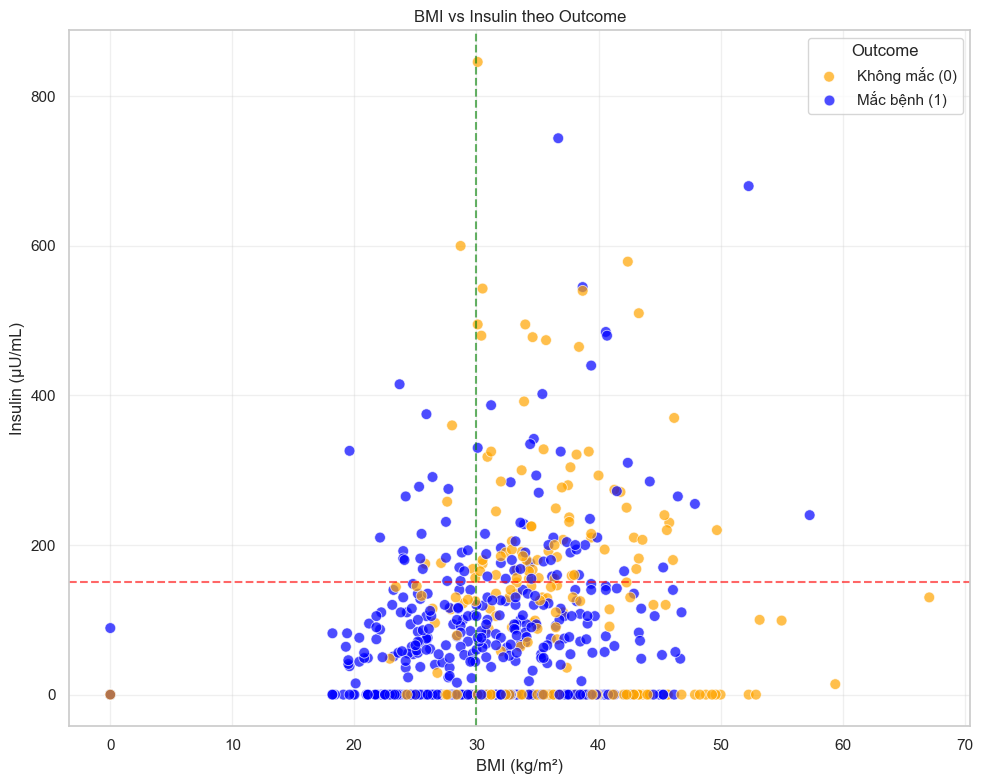 BMI vs Insulin theo Outcome
Outcome
Không mắc (0)
Mắc bệnh (1)
Insulin (μU/mL)
800
600
400
200
0
0 10 20 30 40 50 60 70
BMI (kg/m²)